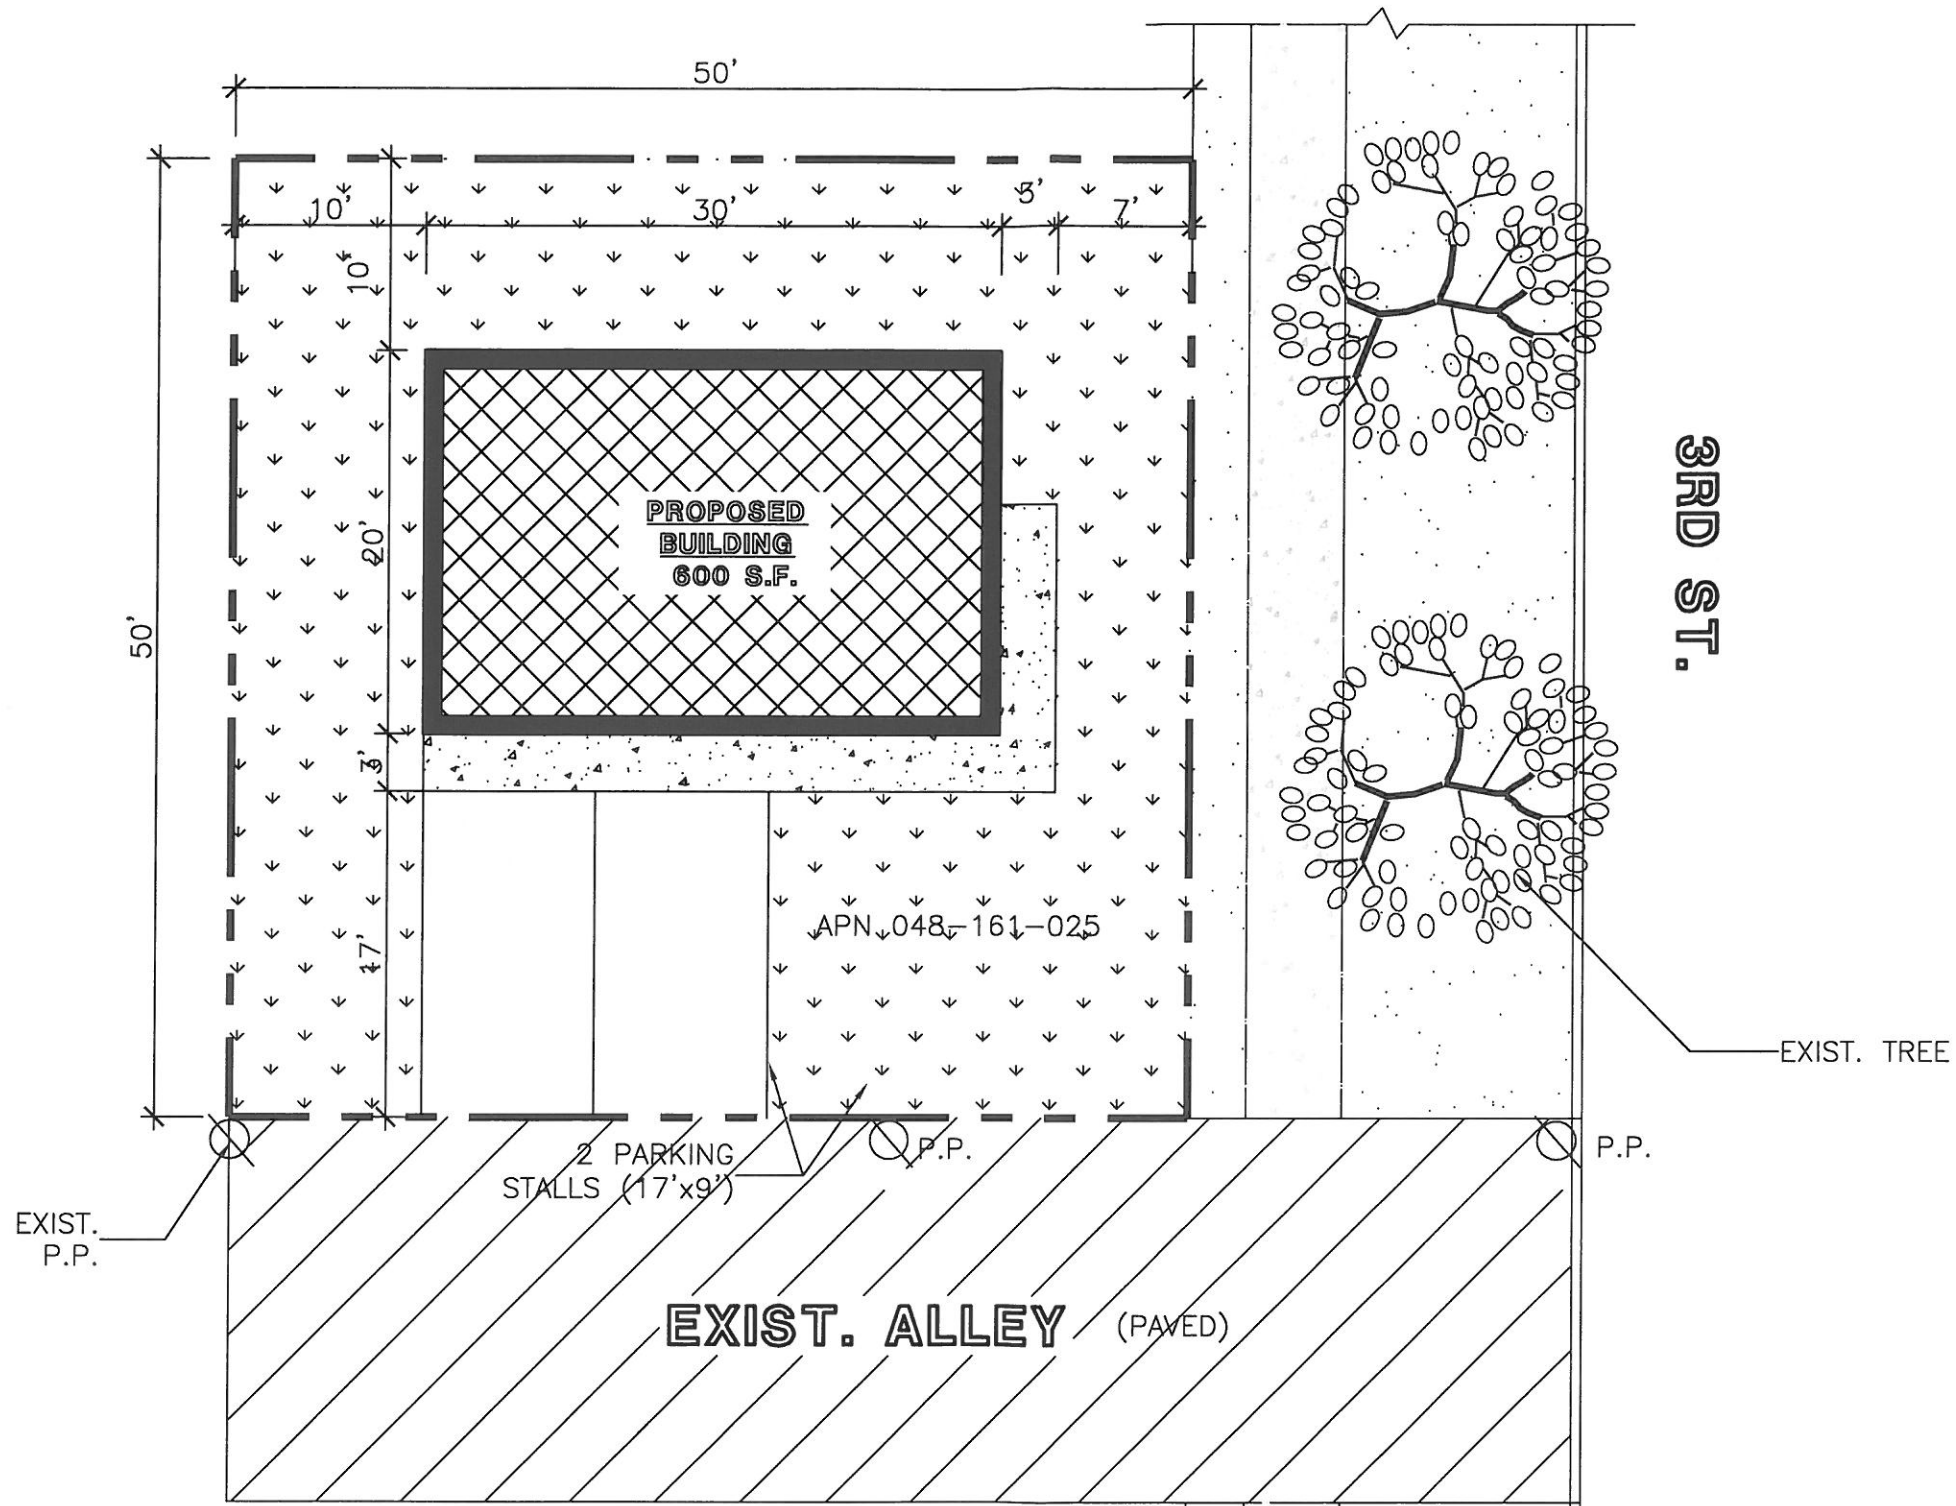 50'
10'
30'
3'
7'
10'
PROPOSED
BUILDING
600 S.F.
20'
50'
3'
17'
3RD ST.
APN 048-161-025
EXIST. TREE
2 PARKING
STALLS (17'x9')
P.P.
P.P.
EXIST.
P.P.
EXIST. ALLEY (PAVED)